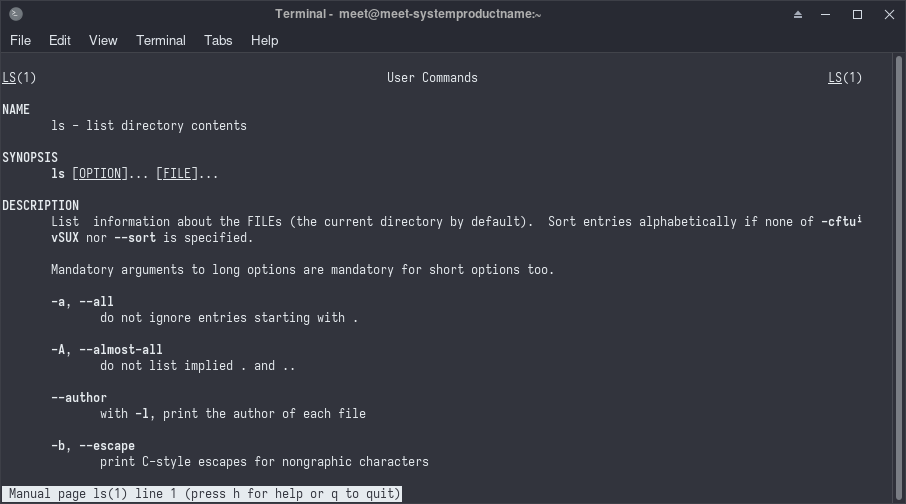 Terminal - meet@meet-systemproductname:~
File Edit View Terminal Tabs Help
LS(1) User Commands LS(1)
NAME
ls - list directory contents
SYNOPSIS
ls [OPTION]... [FILE]...
DESCRIPTION
List  information about the FILEs (the current directory by default).  Sort entries alphabetically if none of -cftuⁱ
vSUX nor --sort is specified.
Mandatory arguments to long options are mandatory for short options too.
-a, --all
do not ignore entries starting with .
-A, --almost-all
do not list implied . and ..
--author
with -l, print the author of each file
-b, --escape
print C-style escapes for nongraphic characters
Manual page ls(1) line 1 (press h for help or q to quit)